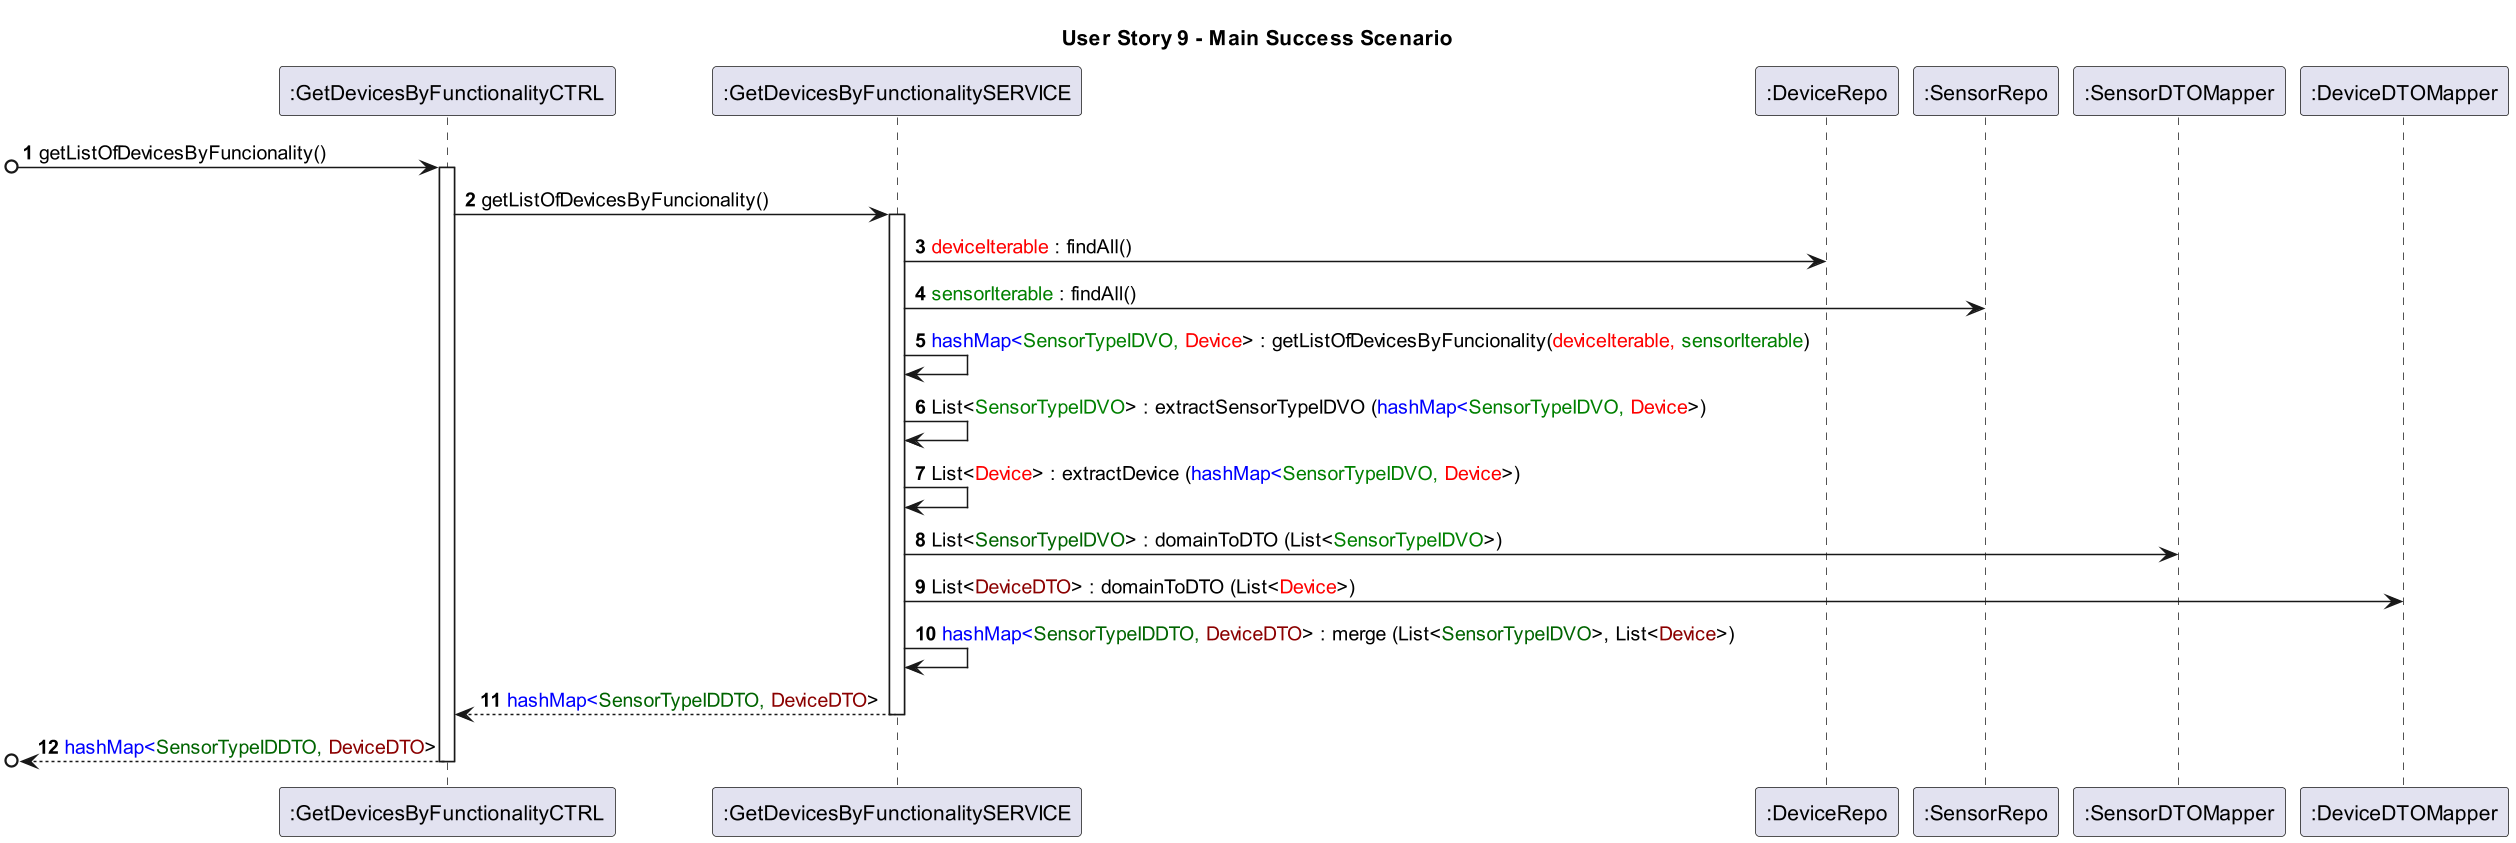 User Story 9 - Main Success Scenario
:GetDevicesByFunctionalityCTRL
:GetDevicesByFunctionalitySERVICE
:DeviceRepo
:SensorRepo
:SensorDTOMapper
:DeviceDTOMapper
1 getListOfDevicesByFuncionality()
2 getListOfDevicesByFuncionality()
3 deviceIterable : findAll()
4 sensorIterable : findAll()
5 hashMap<SensorTypeIDVO, Device> : getListOfDevicesByFuncionality(deviceIterable, sensorIterable)
6 List<SensorTypeIDVO> : extractSensorTypeIDVO (hashMap<SensorTypeIDVO, Device>)
7 List<Device> : extractDevice (hashMap<SensorTypeIDVO, Device>)
8 List<SensorTypeIDVO> : domainToDTO (List<SensorTypeIDVO>)
9 List<DeviceDTO> : domainToDTO (List<Device>)
10 hashMap<SensorTypeIDDTO, DeviceDTO> : merge (List<SensorTypeIDVO>, List<Device>)
11 hashMap<SensorTypeIDDTO, DeviceDTO>
12 hashMap<SensorTypeIDDTO, DeviceDTO>
:GetDevicesByFunctionalityCTRL
:GetDevicesByFunctionalitySERVICE
:DeviceRepo
:SensorRepo
:SensorDTOMapper
:DeviceDTOMapper